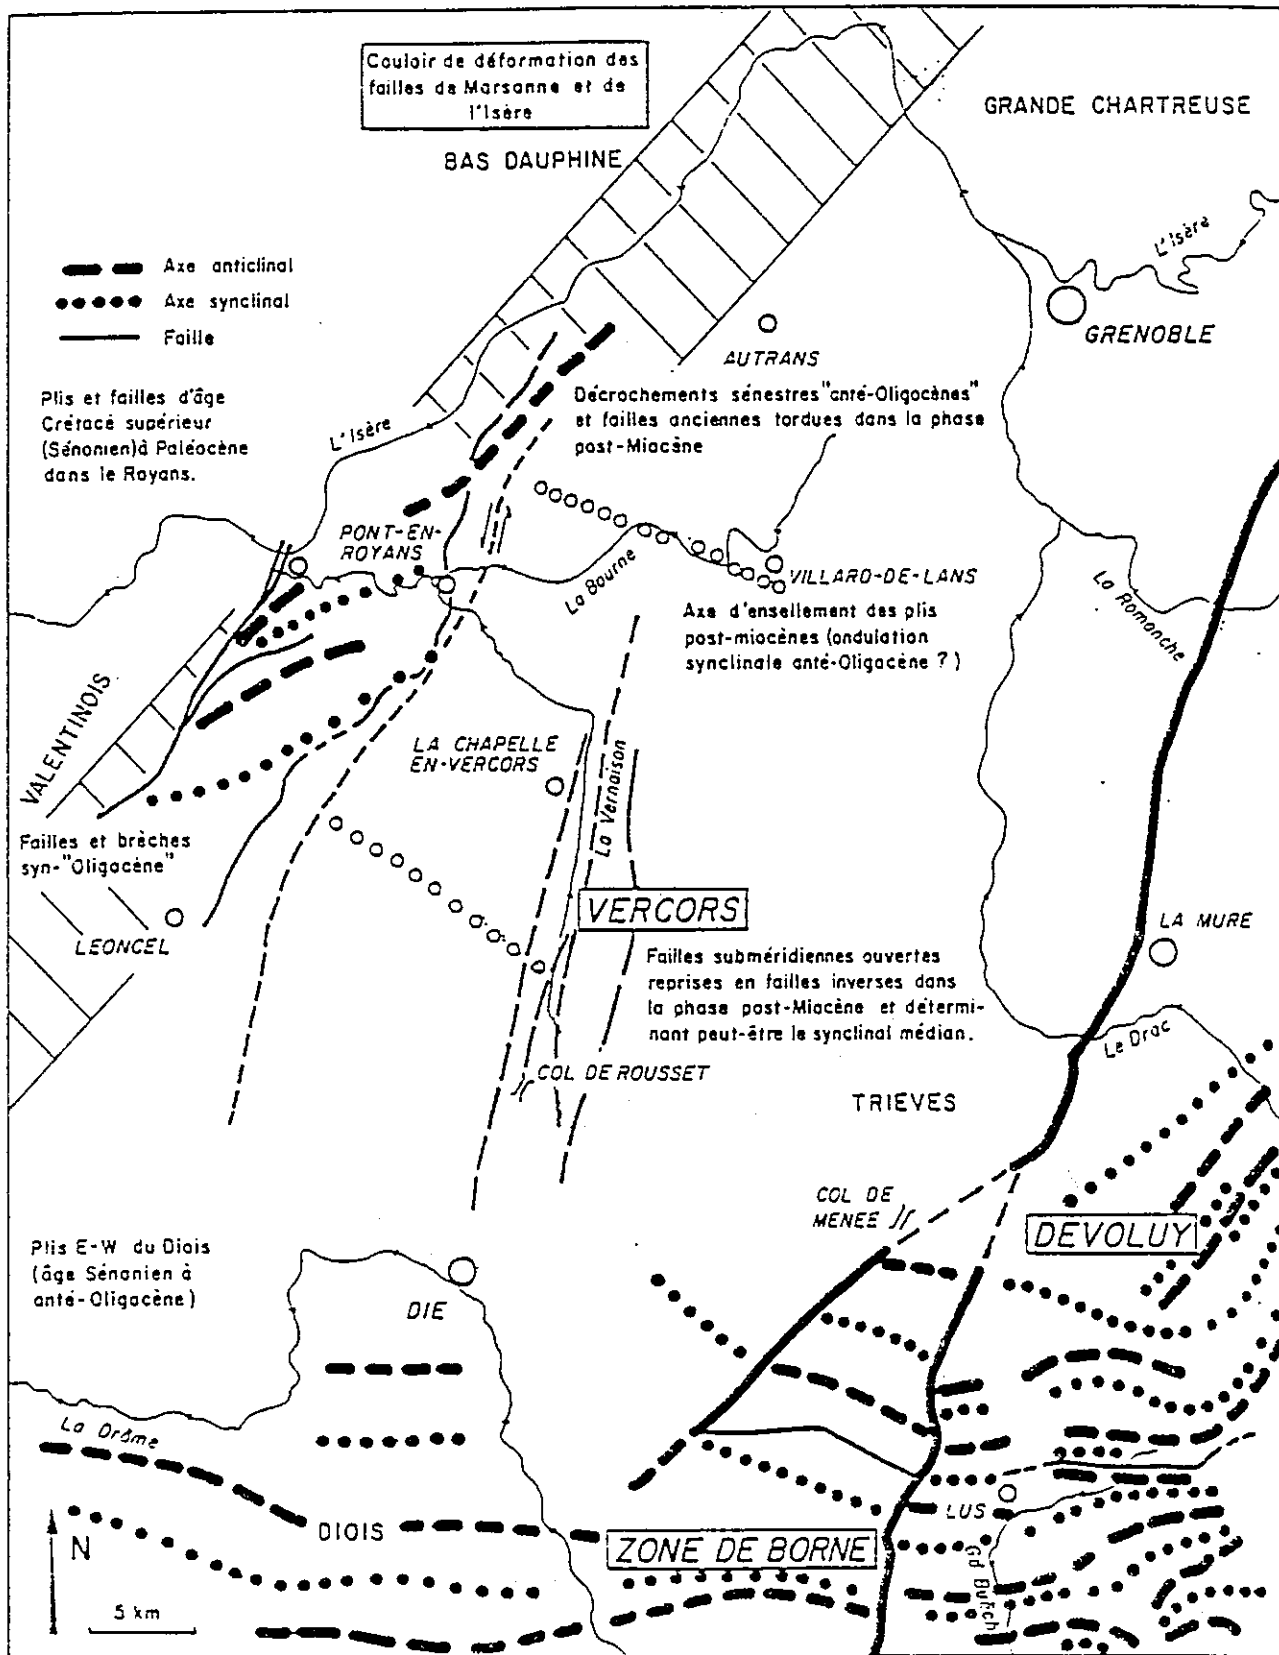 Couloir de déformation des
failles de Marsanne et de
l'Isère
GRANDE CHARTREUSE
BAS DAUPHINE
L'Isère
Axe anticlinal
Axe synclinal
Faille
GRENOBLE
AUTRANS
Plis et failles d'âge
Crétacé supérieur
(Sénonien) à Paléocène
dans le Royans.
L'Isère
Décrochements sénestres "anté-Oligocènes"
et failles anciennes tordues dans la phase
post-Miocène
PONT-EN-
ROYANS
La Bourne
VILLARD-DE-LANS
La Romanche
Axe d'ensellement des plis
post-miocènes (ondulation
synclinale anté-Oligocène ?)
VALENTINOIS
LA CHAPELLE
EN-VERCORS
La Vernaison
Failles et brèches
syn-"Oligocène"
VERCORS
LEONCEL
LA MURE
Failles subméridiennes ouvertes
reprises en failles inverses dans
la phase post-Miocène et détermi-
nant peut-être le synclinal médian.
Le Drac
COL DE ROUSSET
TRIEVES
COL DE
MENEE
DEVOLUY
Plis E-W du Diois
(âge Sénonien à
anté-Oligocène)
DIE
La Drôme
LUS
DIOIS
ZONE DE BORNE
Gd Buëch
N
5 km